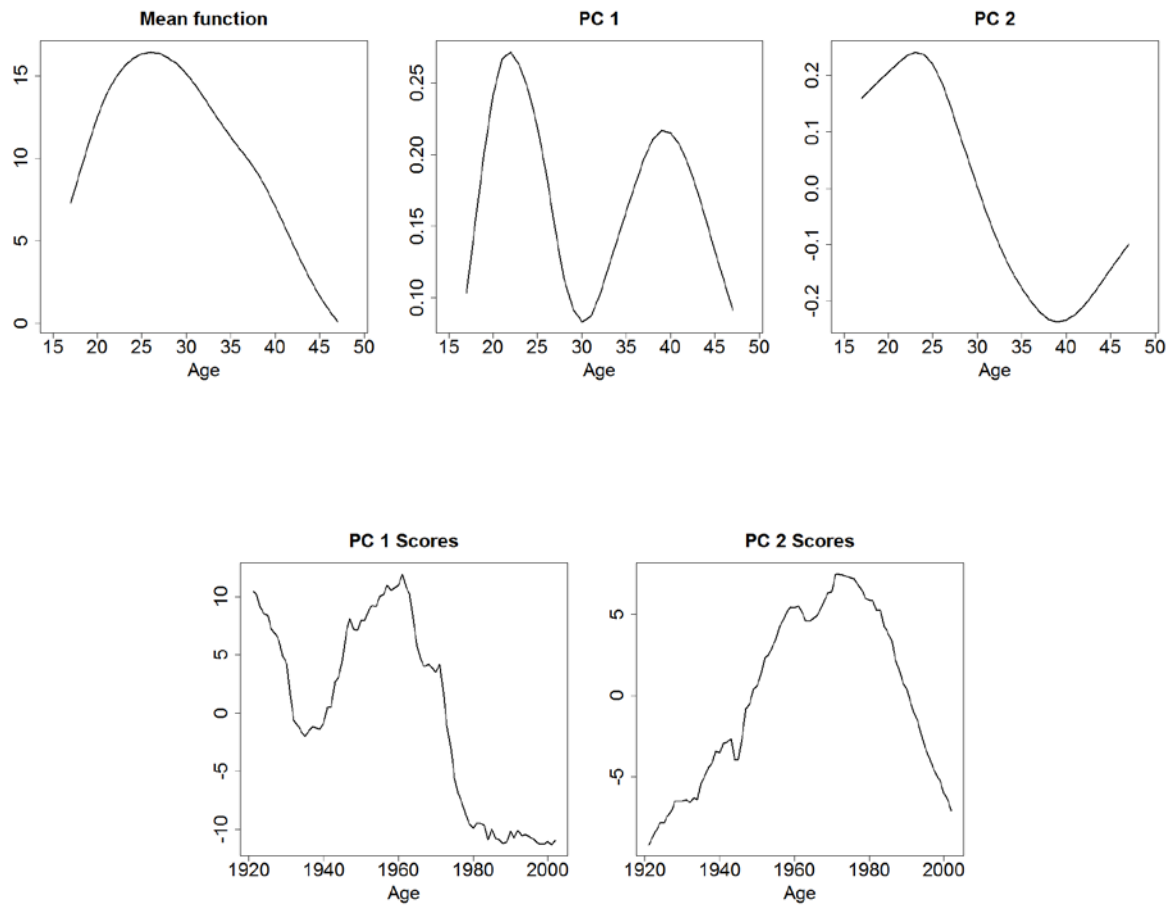 Mean function
PC 1
PC 2
15
10
5
0
15 20 25 30 35 40 45 50
Age
0.25
0.20
0.15
0.10
15 20 25 30 35 40 45 50
Age
0.2
0.1
0.0
-0.1
-0.2
15 20 25 30 35 40 45 50
Age
PC 1 Scores
PC 2 Scores
10
5
0
-5
-10
1920 1940 1960 1980 2000
Age
5
0
-5
1920 1940 1960 1980 2000
Age